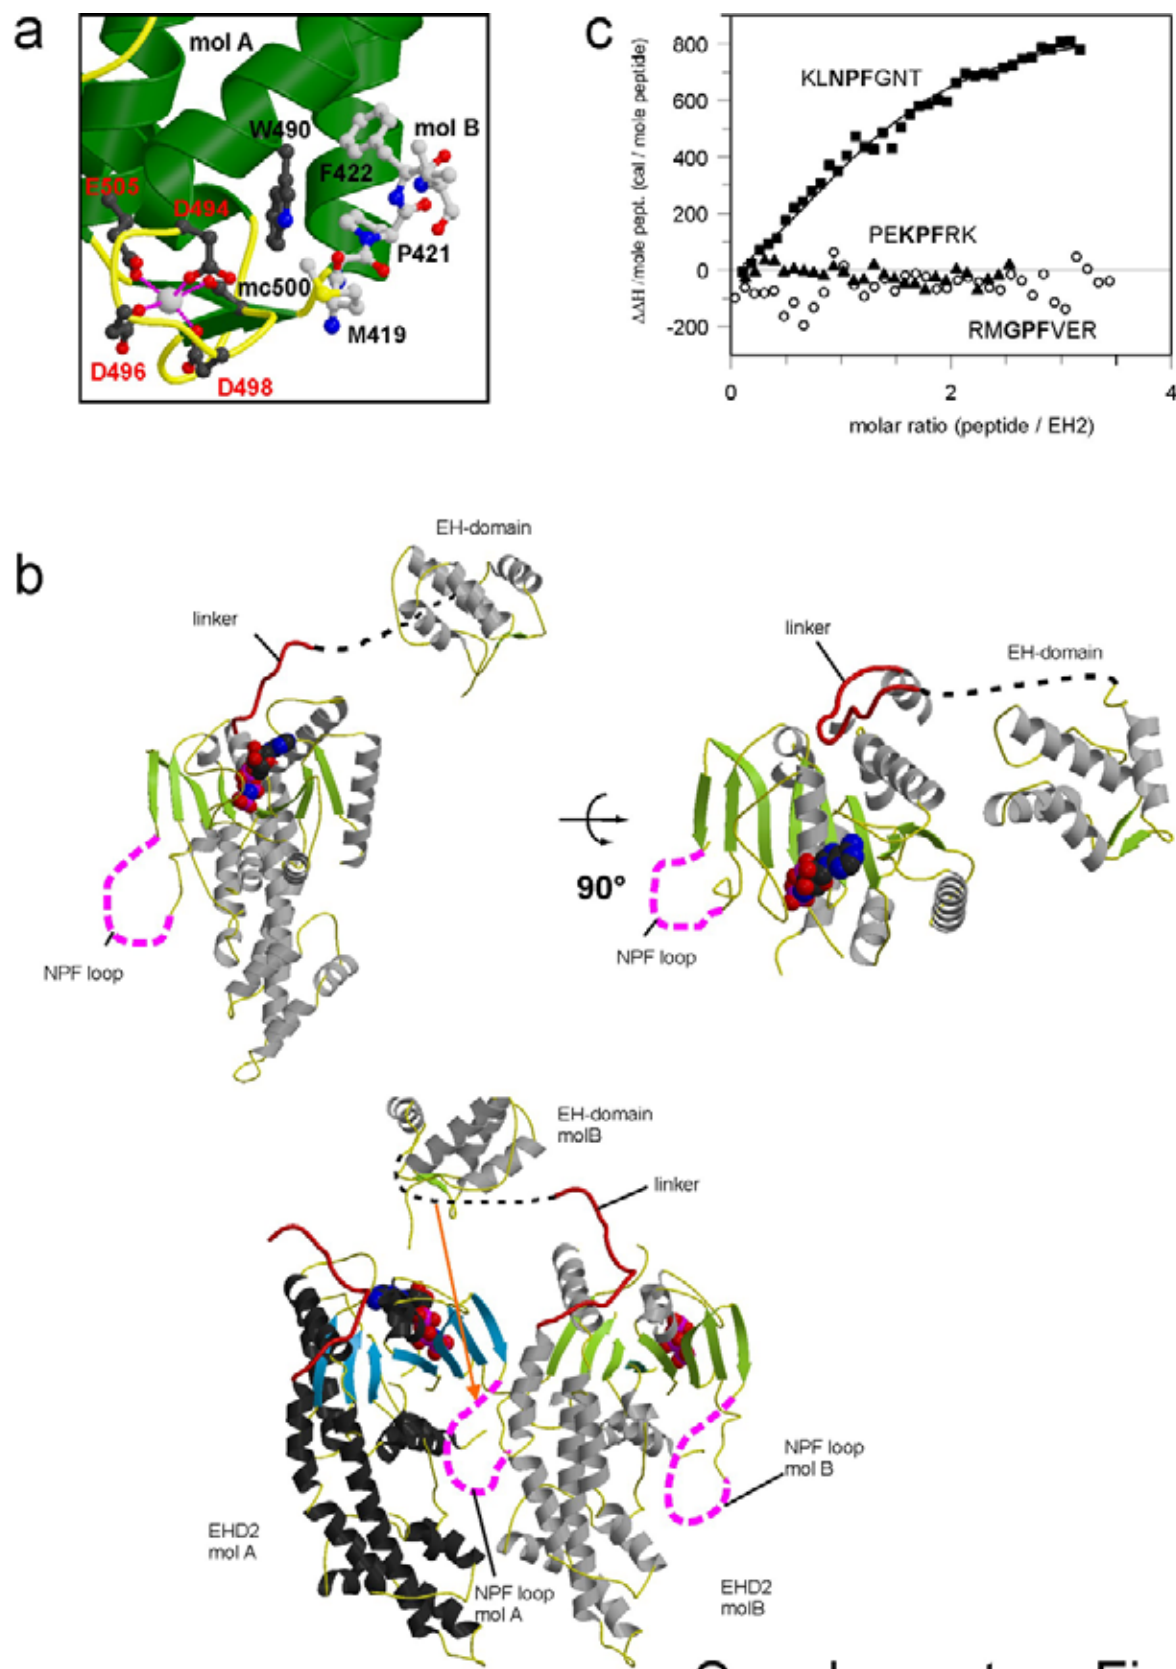 a
mol A
W490
mol B
F422
E505
D494
P421
mc500
M419
D496
D498
c
ΔΔH /mole pept. (cal / mole peptide)
800
600
400
200
0
-200
KLNPFGNT
PEKPFRK
RMGPFVER
0
2
4
molar ratio (peptide / EH2)
b
EH-domain
linker
NPF loop
90°
linker
EH-domain
NPF loop
EH-domain
molB
linker
NPF loop
mol B
EHD2
mol A
NPF loop
mol A
EHD2
molB